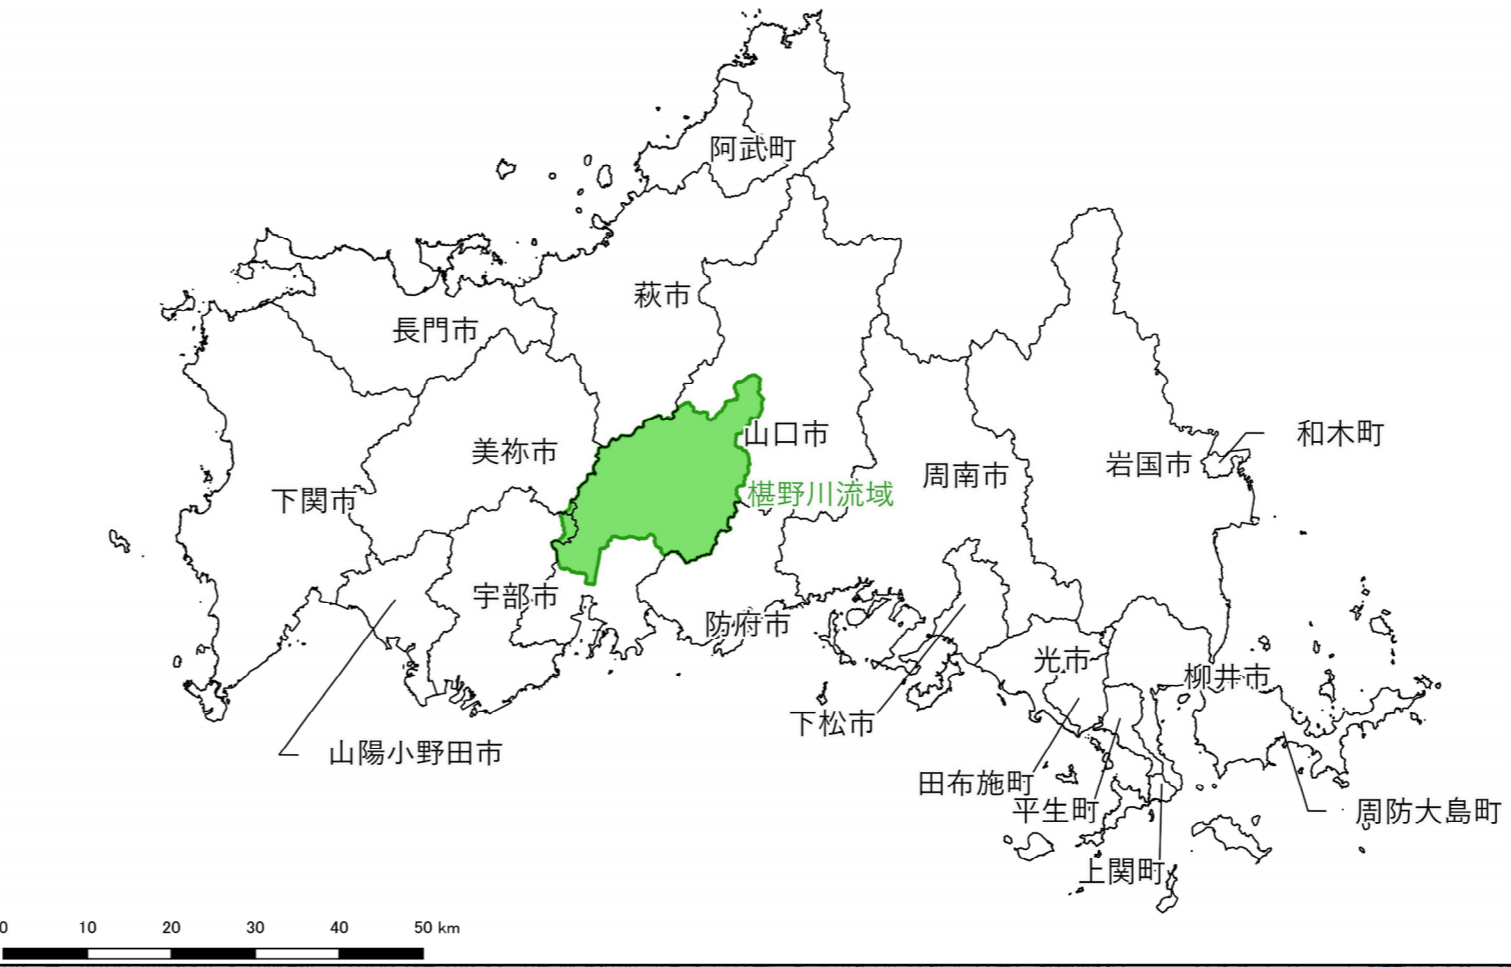 阿武町
萩市
長門市
山口市
和木町
美祢市
岩国市
周南市
下関市
椹野川流域
宇部市
防府市
光市
柳井市
下松市
山陽小野田市
田布施町
平生町
周防大島町
上関町
0 10 20 30 40 50 km